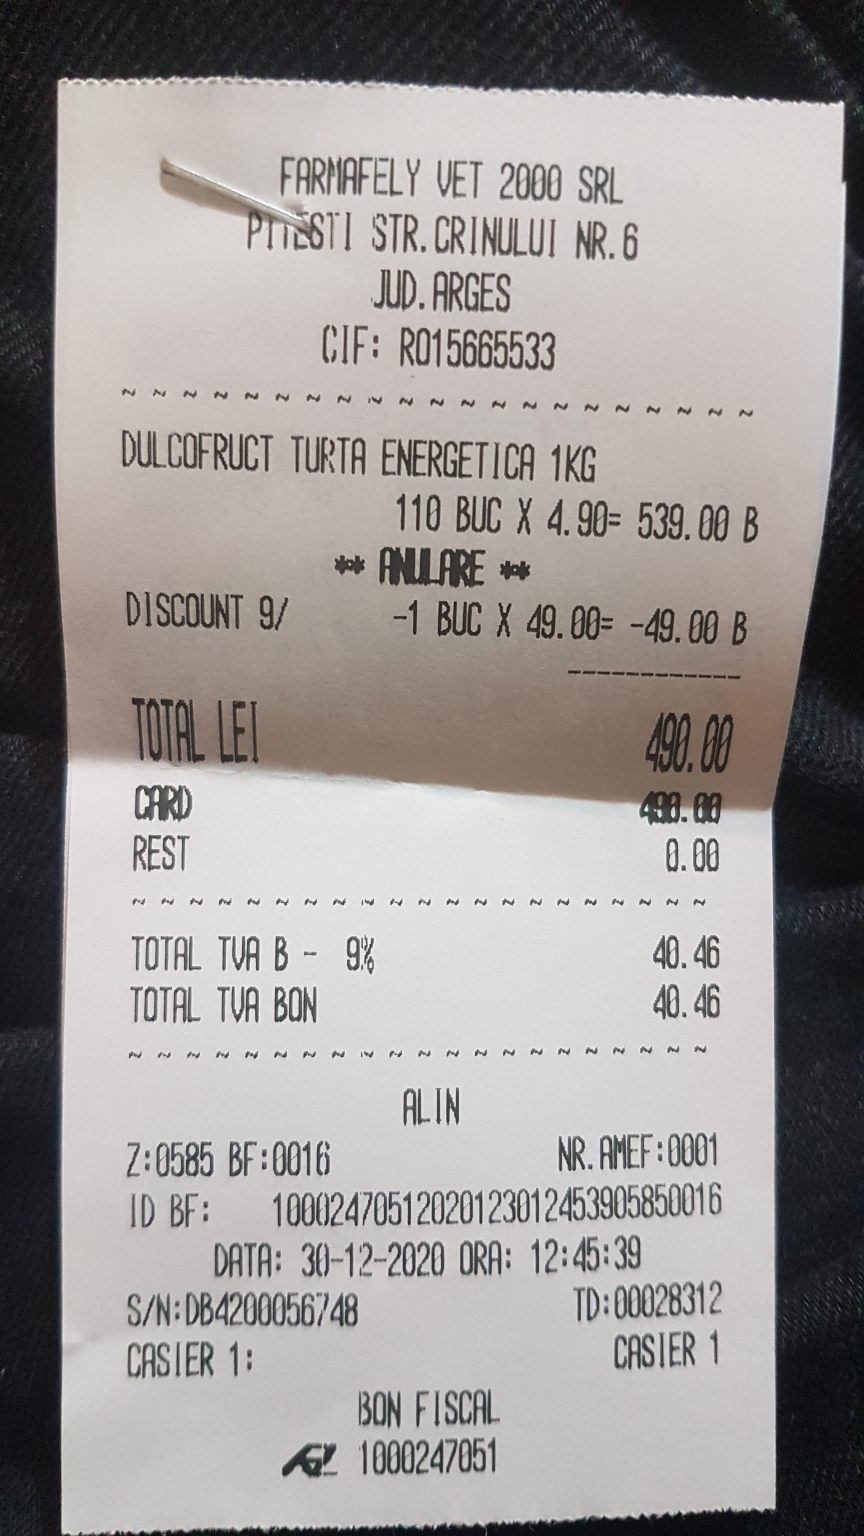 FARMAFELY VET 2000 SRL
PITESTI STR.CRINULUI NR.6
JUD.ARGES
CIF: RO15665533
~ ~ ~ ~ ~ ~ ~ ~ ~ ~ ~ ~ ~ ~ ~ ~ ~ ~ ~ ~ ~
DULCOFRUCT TURTA ENERGETICA 1KG
110 BUC X 4.90= 539.00 B
** ANULARE **
DISCOUNT 9/ -1 BUC X 49.00= -49.00 B
------------
TOTAL LEI 490.00
CARD 490.00
REST 0.00
~ ~ ~ ~ ~ ~ ~ ~ ~ ~ ~ ~ ~ ~ ~ ~ ~ ~ ~ ~
TOTAL TVA B - 9% 40.46
TOTAL TVA BON 40.46
~ ~ ~ ~ ~ ~ ~ ~ ~ ~ ~ ~ ~ ~ ~ ~ ~ ~ ~ ~
ALIN
Z:0585 BF:0016 NR.AMEF:0001
ID BF: 10002470512020123012453905850016
DATA: 30-12-2020 ORA: 12:45:39
S/N:DB4200056748 TD:00028312
CASIER 1: CASIER 1
BON FISCAL
1000247051